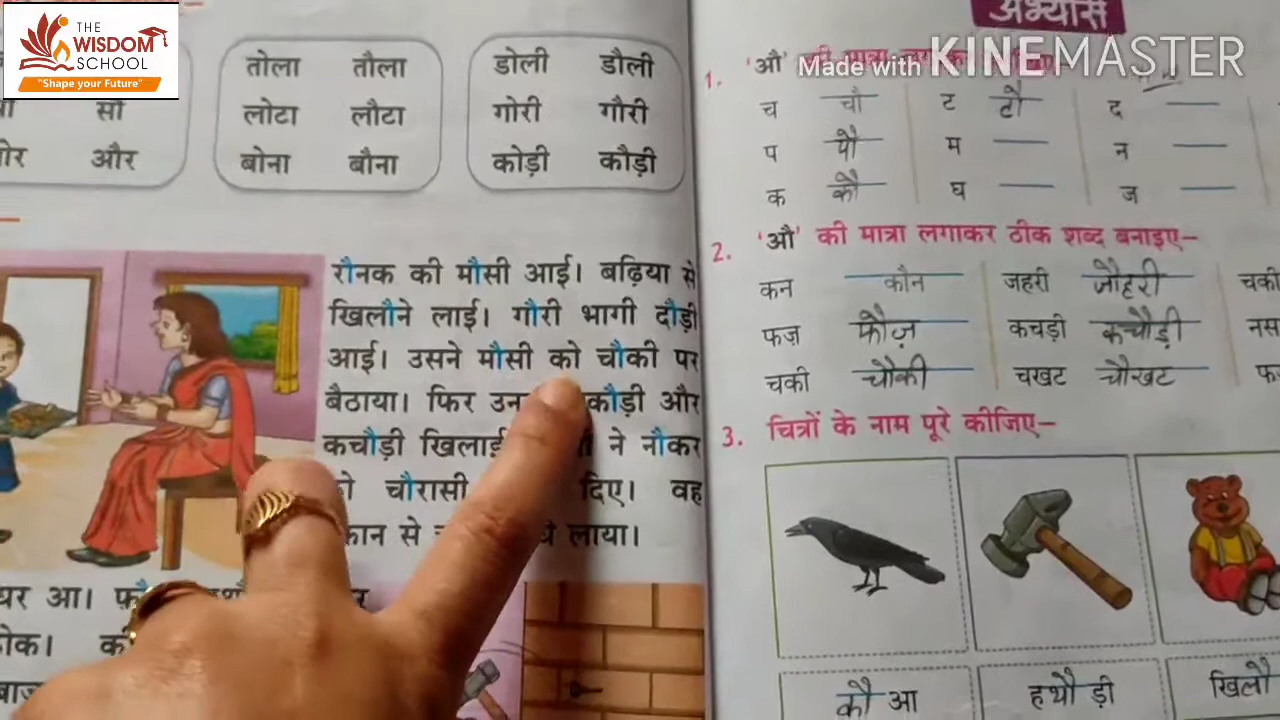 THE
WISDOM
SCHOOL
"Shape your Future"
Made with KINEMASTER
तोला तौला
लोटा लौटा
बोना बौना
डोली डौली
गोरी गौरी
कोड़ी कौड़ी
सौ
और
रौनक की मौसी आई। बढ़िया से
खिलौने लाई। गौरी भागी दौड़ी
आई। उसने मौसी को चौकी पर
बैठाया। फिर कौड़ी और
कचौड़ी खिलाई ने नौकर
चौरासी दिए। वह
से लाया।
आ।
अभ्यास
1. 'औ' की मात्रा
च चौ ट टौ द
प पौ म न
क कौ घ ज
2. 'औ' की मात्रा लगाकर ठीक शब्द बनाइए–
कन कौन जहरी जौहरी चकी
फज़ फौज़ कचड़ी कचौड़ी नस
चकी चौकी चखट चौखट
3. चित्रों के नाम पूरे कीजिए–
कौ आ हथौ ड़ी खिलौ